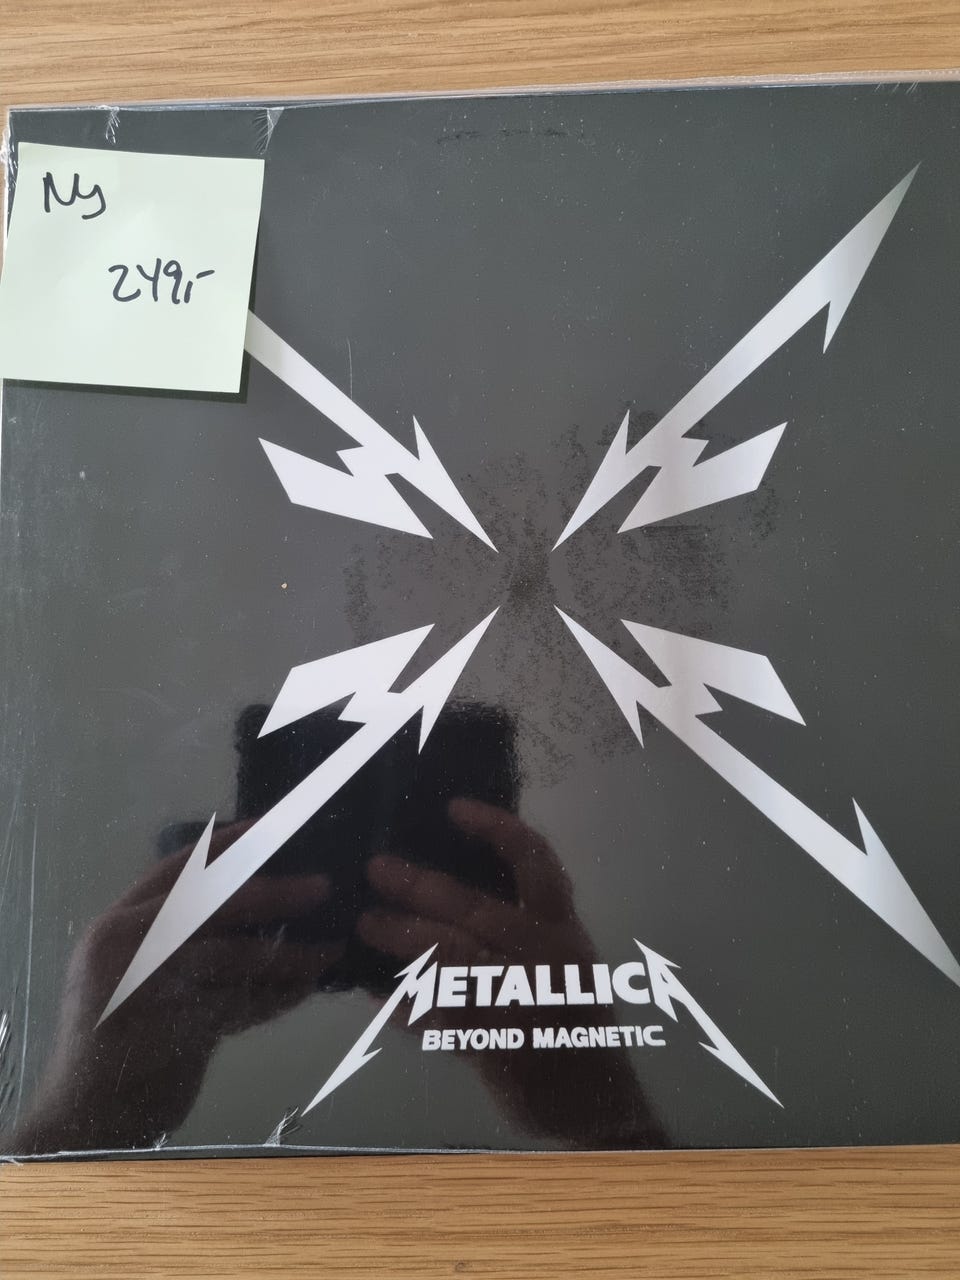 Ny
249,-
METALLICA
BEYOND MAGNETIC